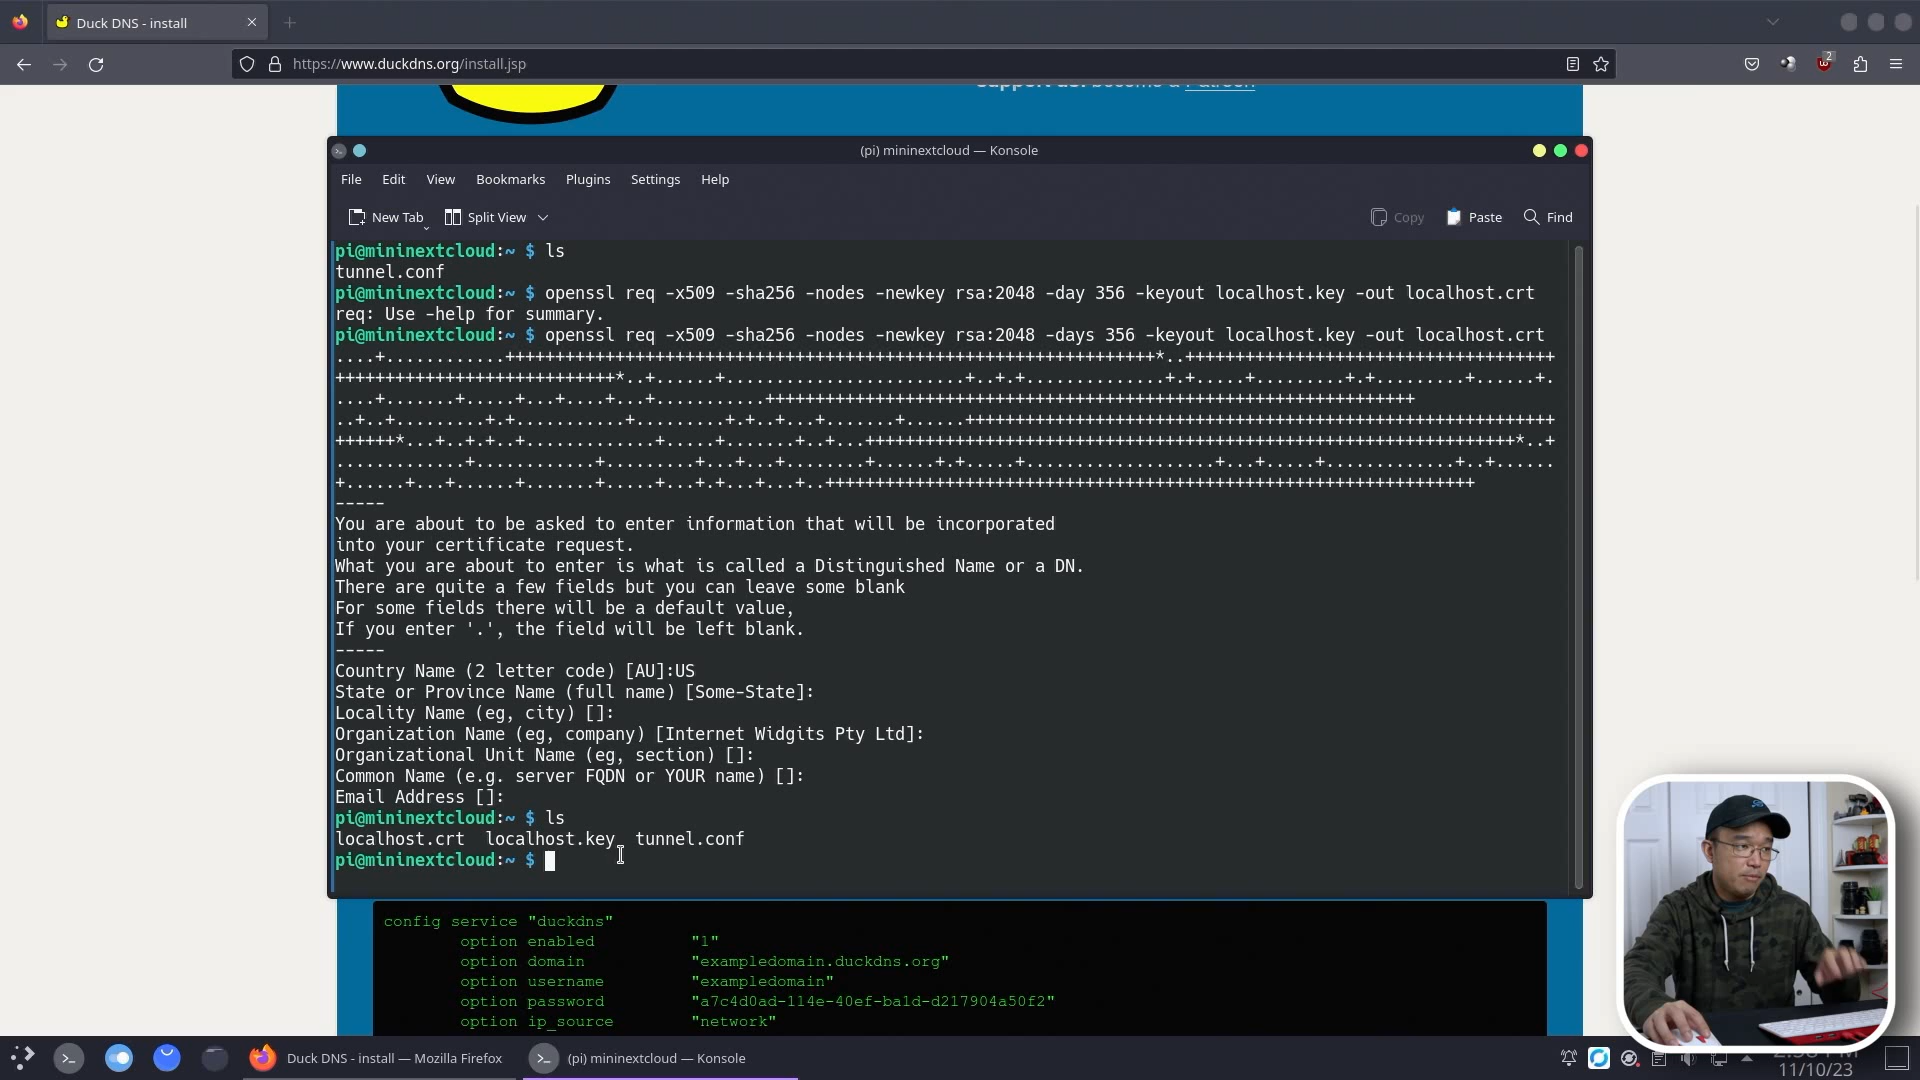 Duck DNS - install
https://www.duckdns.org/install.jsp
2
(pi) mininextcloud — Konsole
File Edit View Bookmarks Plugins Settings Help
New Tab Split View Copy Paste Find
pi@mininextcloud:~ $ ls
tunnel.conf
pi@mininextcloud:~ $ openssl req -x509 -sha256 -nodes -newkey rsa:2048 -day 356 -keyout localhost.key -out localhost.crt
req: Use -help for summary.
pi@mininextcloud:~ $ openssl req -x509 -sha256 -nodes -newkey rsa:2048 -days 356 -keyout localhost.key -out localhost.crt
-----
You are about to be asked to enter information that will be incorporated
into your certificate request.
What you are about to enter is what is called a Distinguished Name or a DN.
There are quite a few fields but you can leave some blank
For some fields there will be a default value,
If you enter '.', the field will be left blank.
-----
Country Name (2 letter code) [AU]:US
State or Province Name (full name) [Some-State]:
Locality Name (eg, city) []:
Organization Name (eg, company) [Internet Widgits Pty Ltd]:
Organizational Unit Name (eg, section) []:
Common Name (e.g. server FQDN or YOUR name) []:
Email Address []:
pi@mininextcloud:~ $ ls
localhost.crt localhost.key tunnel.conf
pi@mininextcloud:~ $
config service "duckdns"
option enabled "1"
option domain "exampledomain.duckdns.org"
option username "exampledomain"
option password "a7c4d0ad-114e-40ef-ba1d-d217904a50f2"
option ip_source "network"
Duck DNS - install — Mozilla Firefox (pi) mininextcloud — Konsole
11/10/23